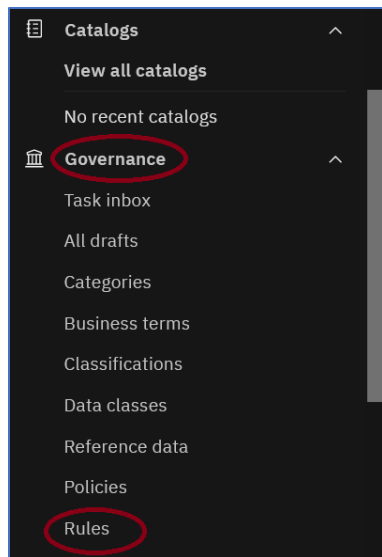 Catalogs
View all catalogs
No recent catalogs
Governance
Task inbox
All drafts
Categories
Business terms
Classifications
Data classes
Reference data
Policies
Rules